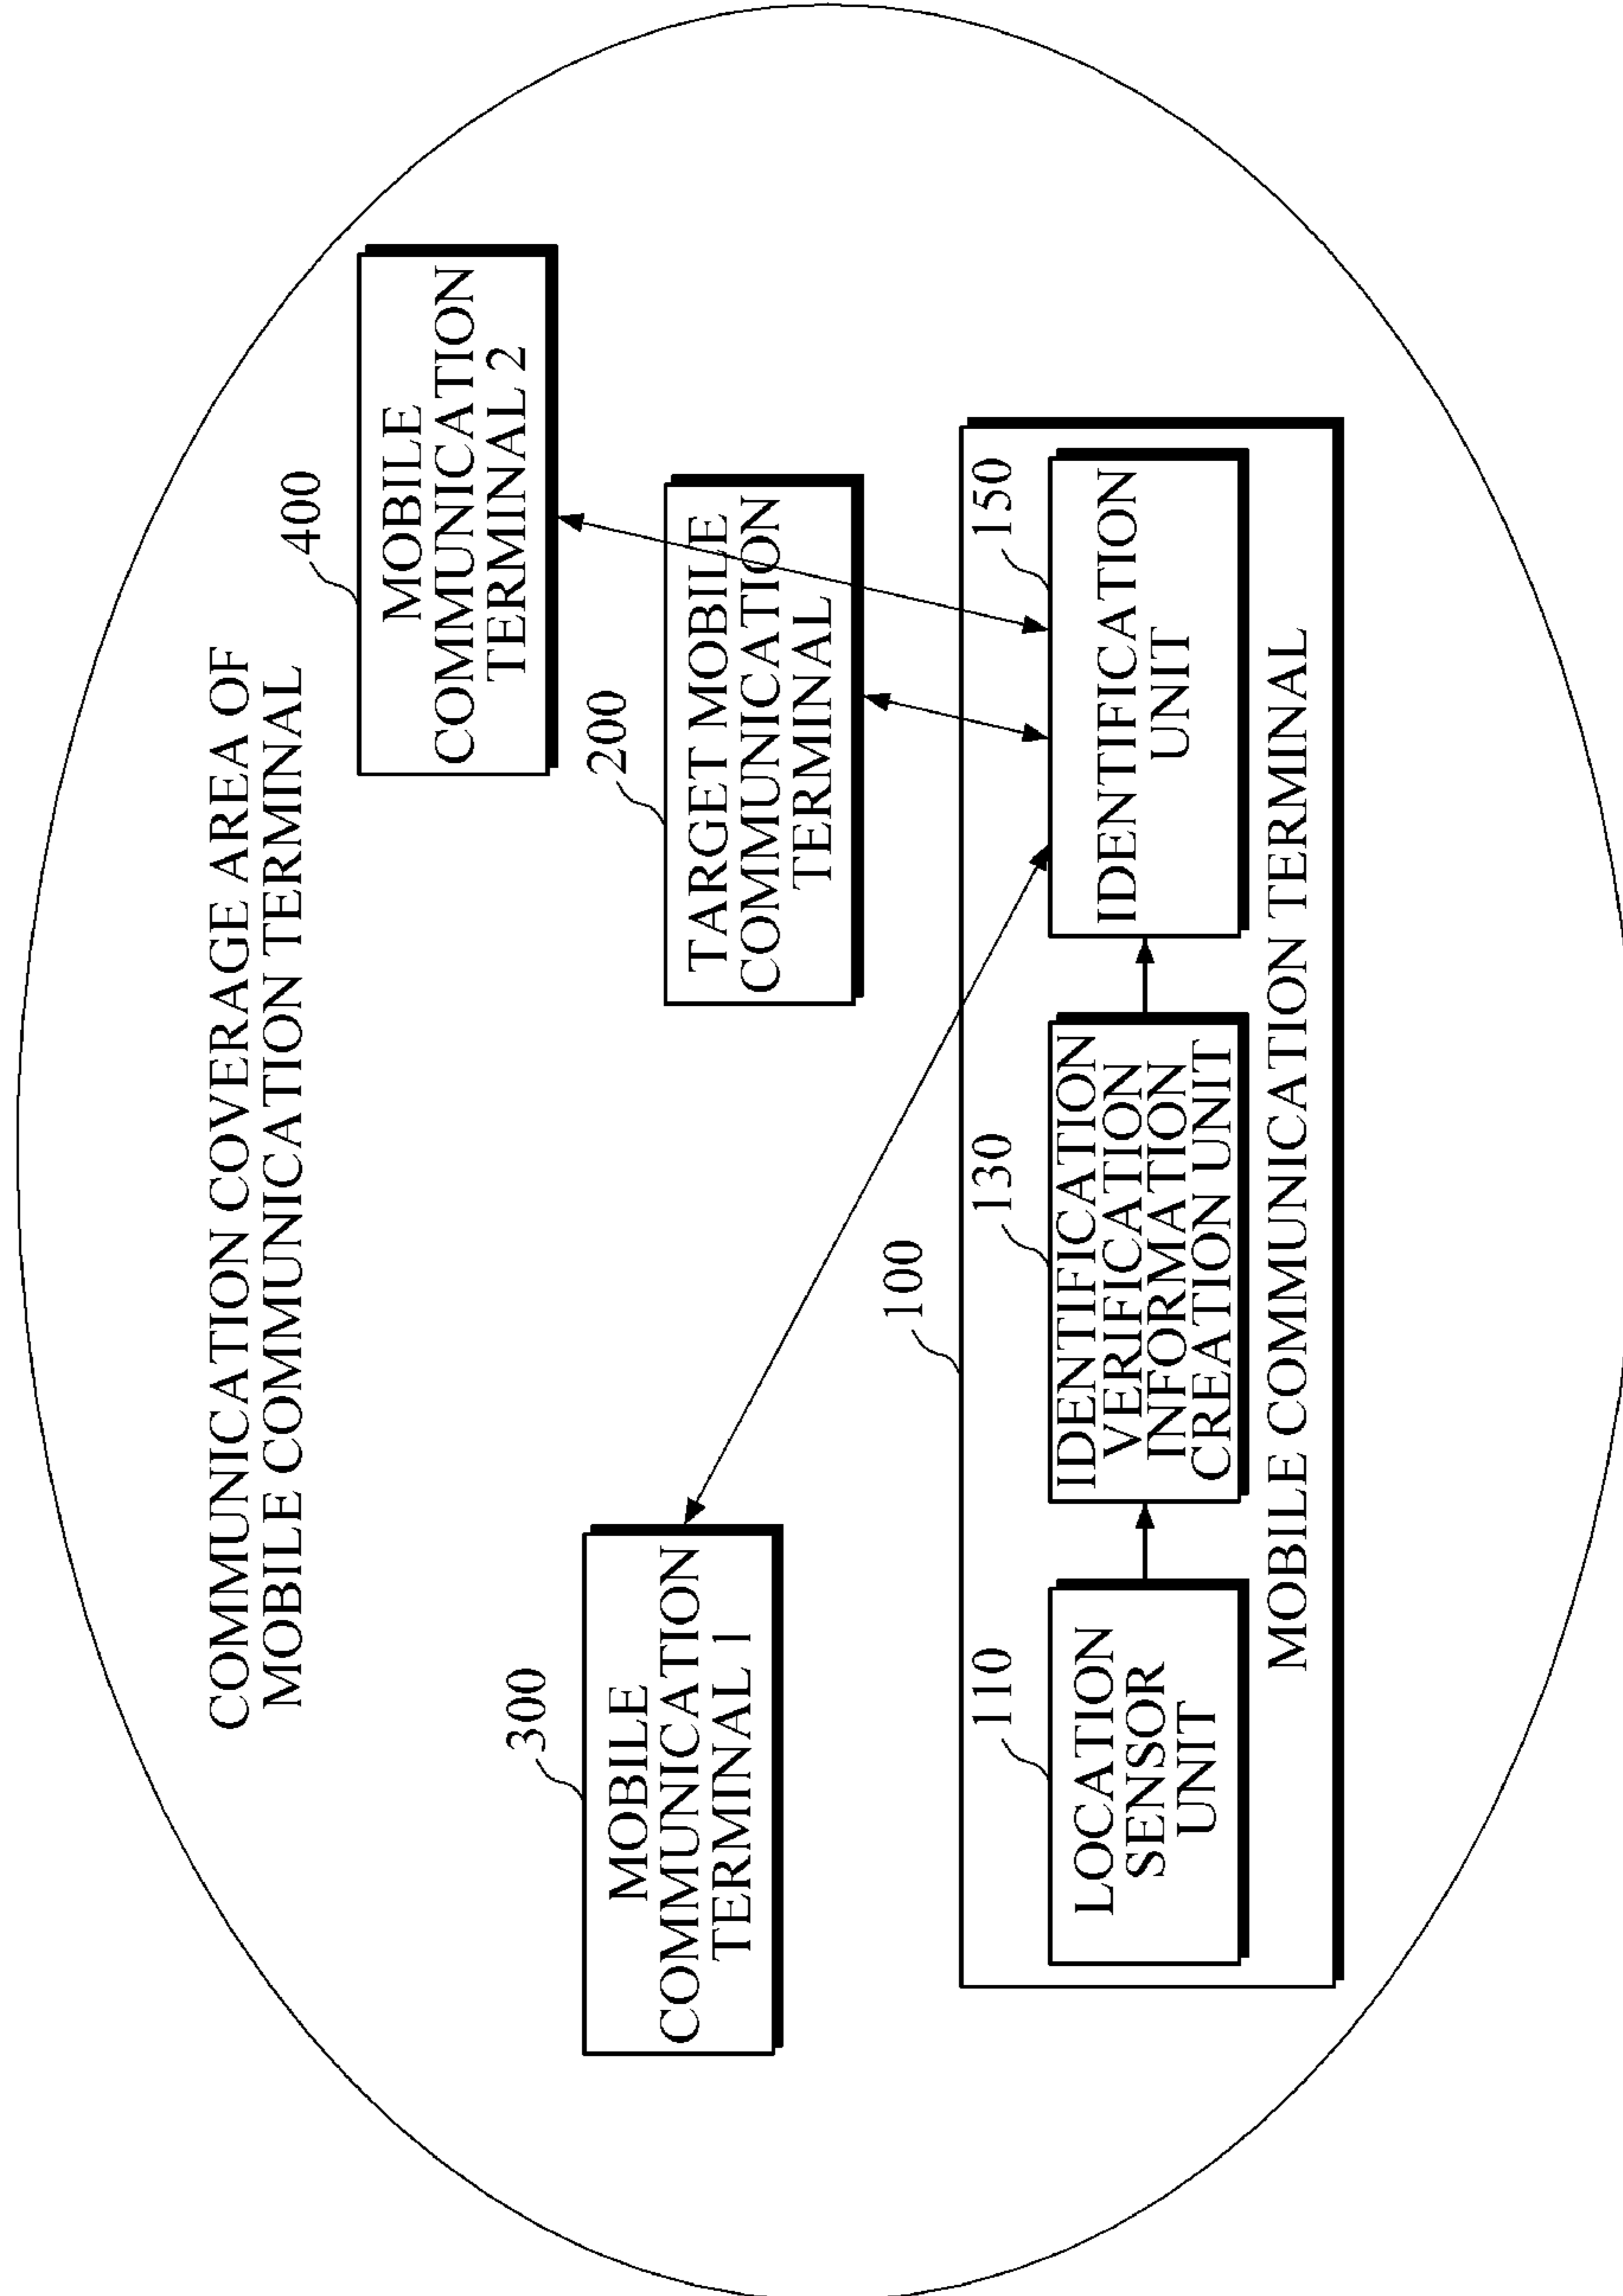 COMMUNICATION COVERAGE AREA OF
MOBILE COMMUNICATION TERMINAL
400
MOBILE
COMMUNICATION
TERMINAL 2
300
MOBILE
COMMUNICATION
TERMINAL 1
200
TARGET MOBILE
COMMUNICATION
TERMINAL
100
110
LOCATION
SENSOR
UNIT
130
IDENTIFICATION
VERIFICATION
INFORMATION
CREATION UNIT
150
IDENTIFICATION
UNIT
MOBILE COMMUNICATION TERMINAL